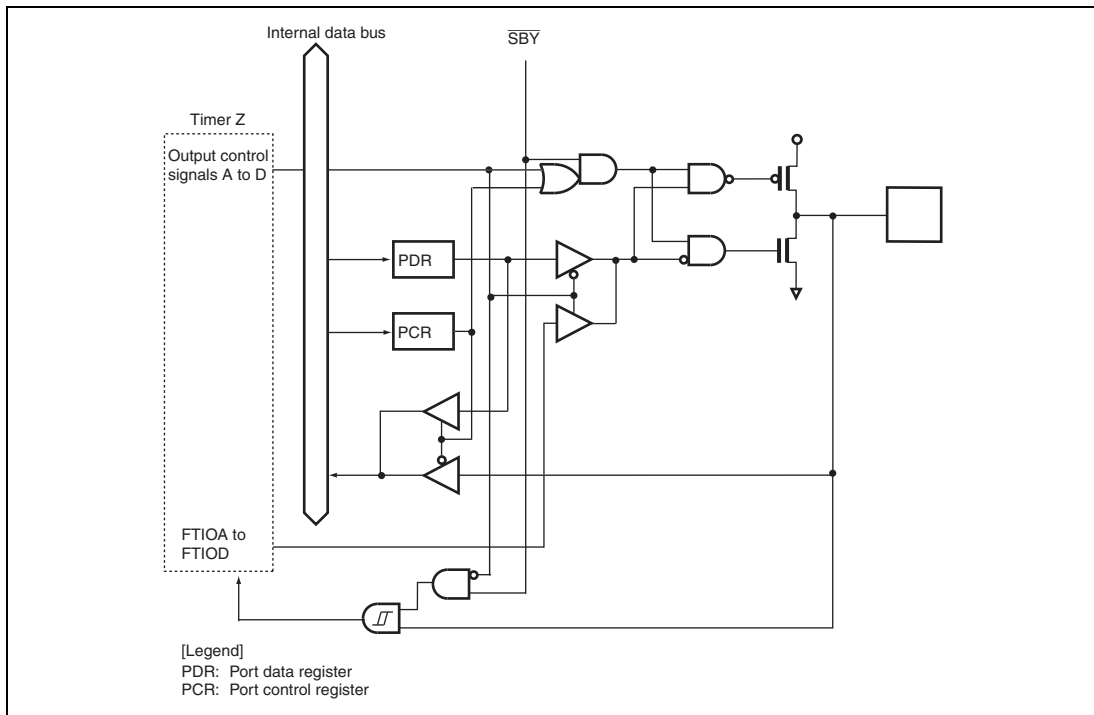 Internal data bus
SBY
Timer Z
Output control
signals A to D
PDR
PCR
FTIOA to
FTIOD
[Legend]
PDR: Port data register
PCR: Port control register